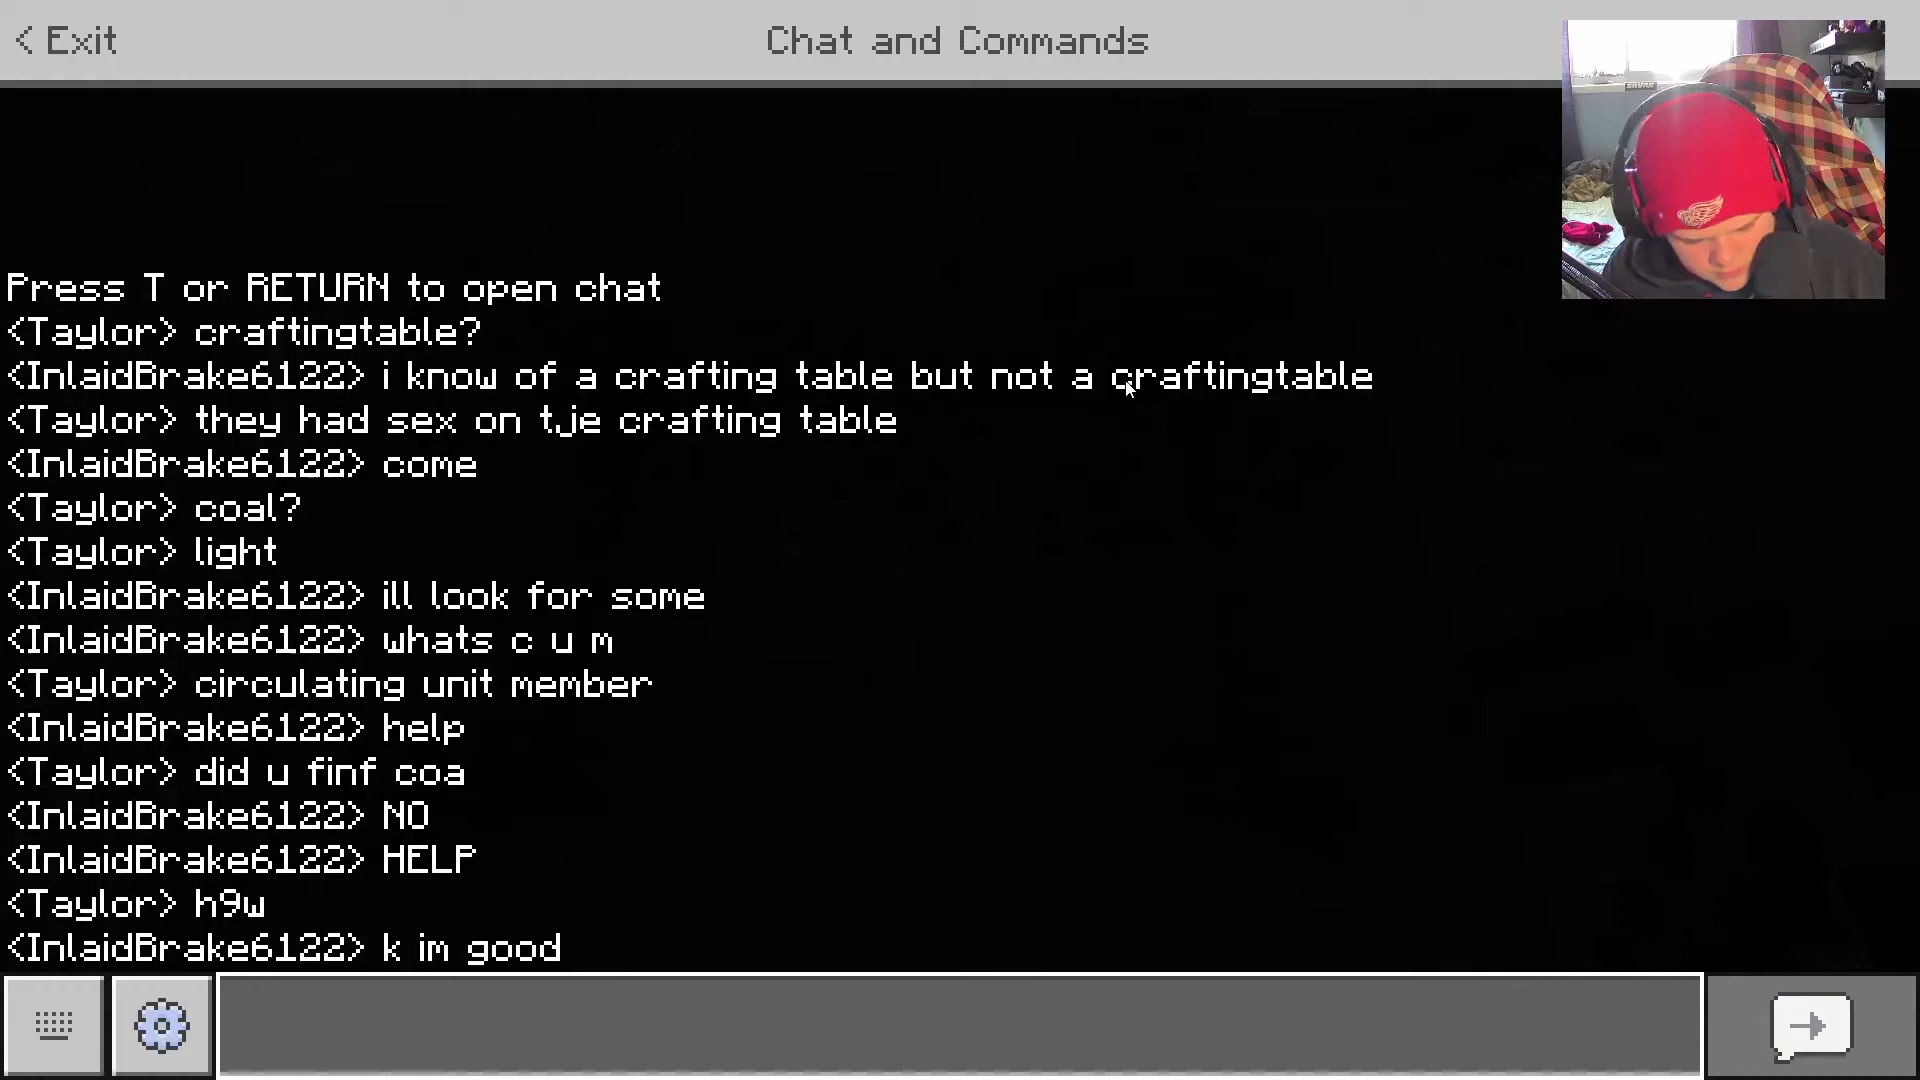 < Exit
Chat and Commands
Press T or RETURN to open chat
<Taylor> craftingtable?
<InlaidBrake6122> i know of a crafting table but not a craftingtable
<Taylor> they had sex on tje crafting table
<InlaidBrake6122> come
<Taylor> coal?
<Taylor> light
<InlaidBrake6122> ill look for some
<InlaidBrake6122> whats c u m
<Taylor> circulating unit member
<InlaidBrake6122> help
<Taylor> did u finf coa
<InlaidBrake6122> NO
<InlaidBrake6122> HELP
<Taylor> h9w
<InlaidBrake6122> k im good